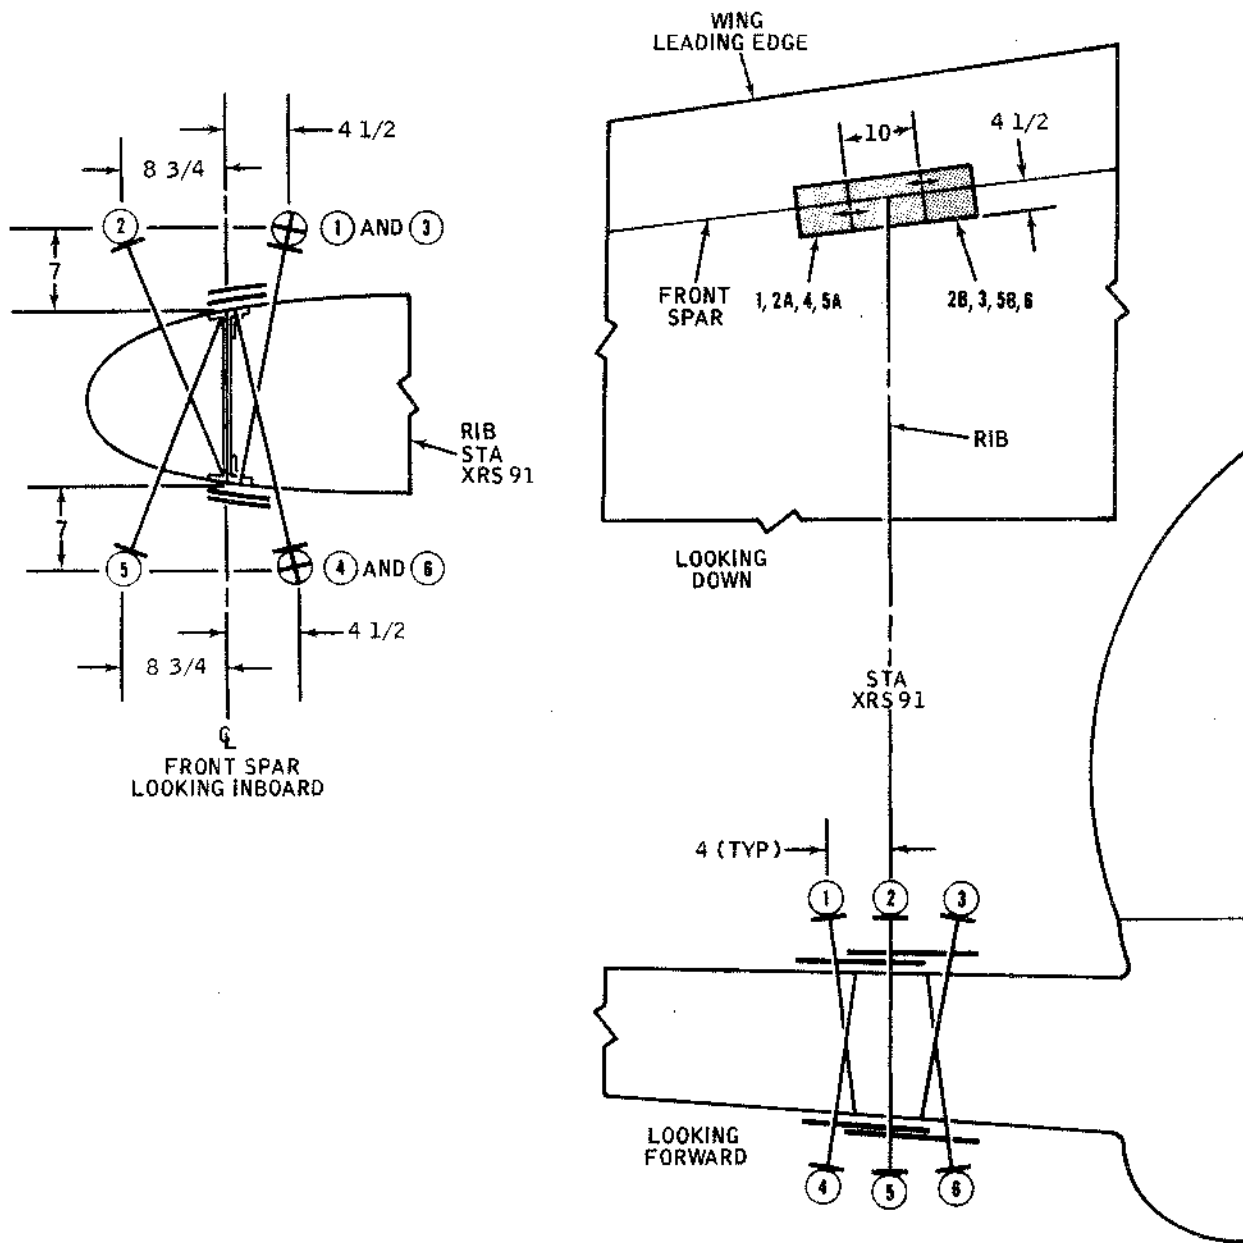 4 1/2
8 3/4
2
1 AND 3
7
RIB
STA
XRS 91
7
5
4 AND 6
4 1/2
8 3/4
℄
FRONT SPAR
LOOKING INBOARD
WING
LEADING EDGE
10
4 1/2
FRONT
SPAR
1, 2A, 4, 5A
2B, 3, 5B, 6
RIB
LOOKING
DOWN
STA
XRS 91
4 (TYP)
1
2
3
LOOKING
FORWARD
4
5
6